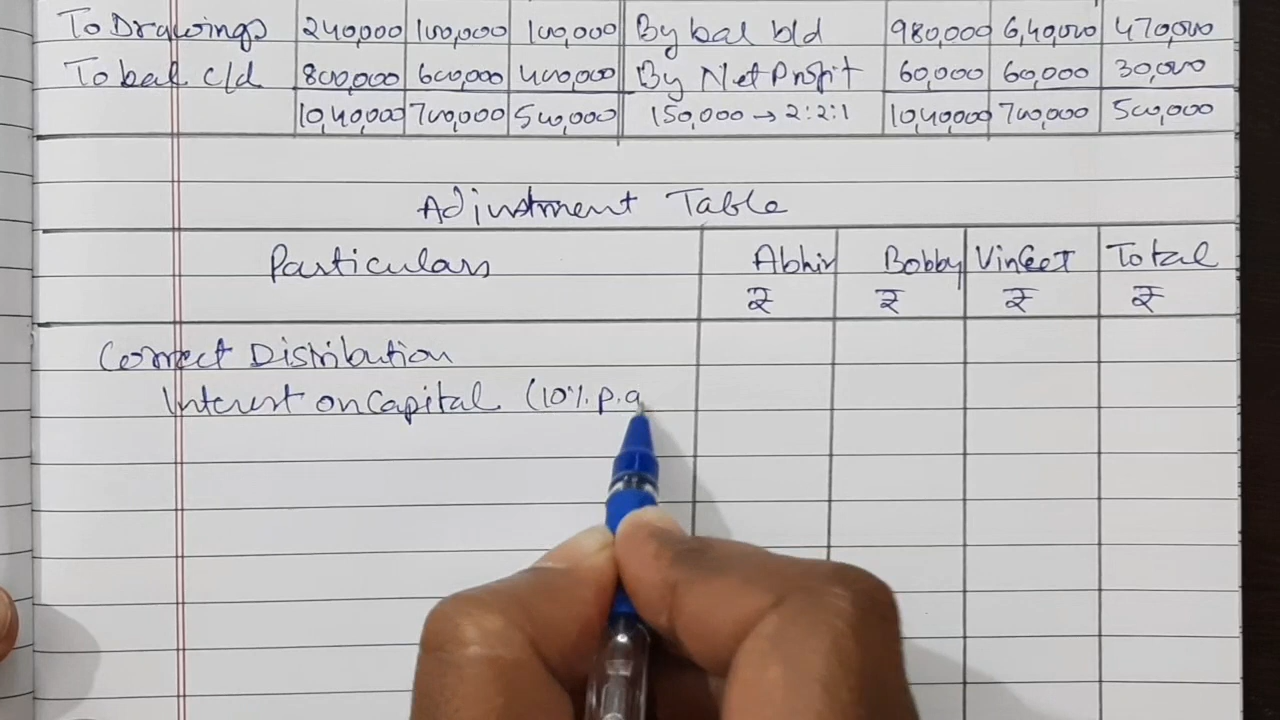 To Drawings 240,000 100,000 100,000 By bal b/d 980,000 6,40,000 470,000
To bal c/d 800,000 600,000 400,000 By Net Profit 60,000 60,000 30,000
10,40,000 700,000 500,000 150,000 → 2:2:1 10,40,000 700,000 500,000
Adjustment Table
Particulars Abhir Bobby Vineet Total
₹ ₹ ₹ ₹
Correct Distribution
Interest on Capital (10% p.a